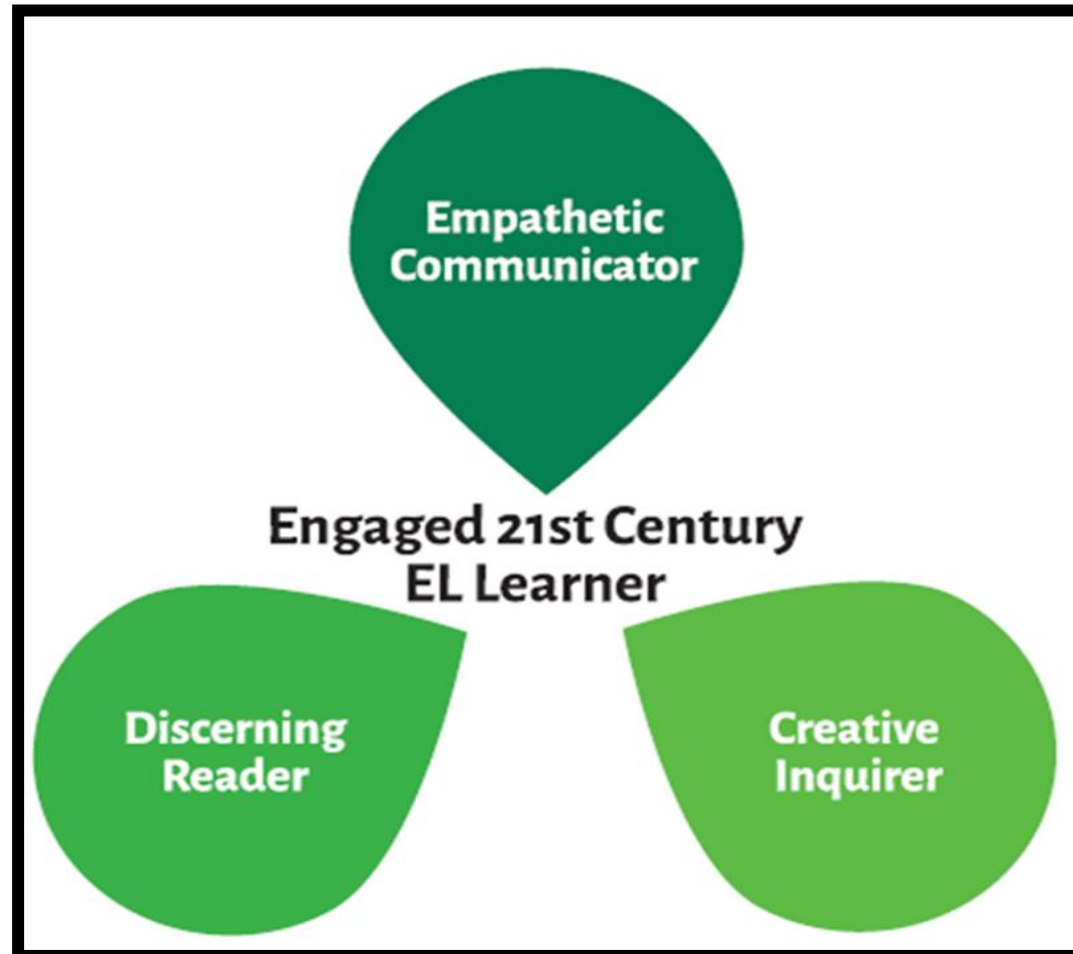 Empathetic
Communicator
Engaged 21st Century
EL Learner
Discerning
Reader
Creative
Inquirer